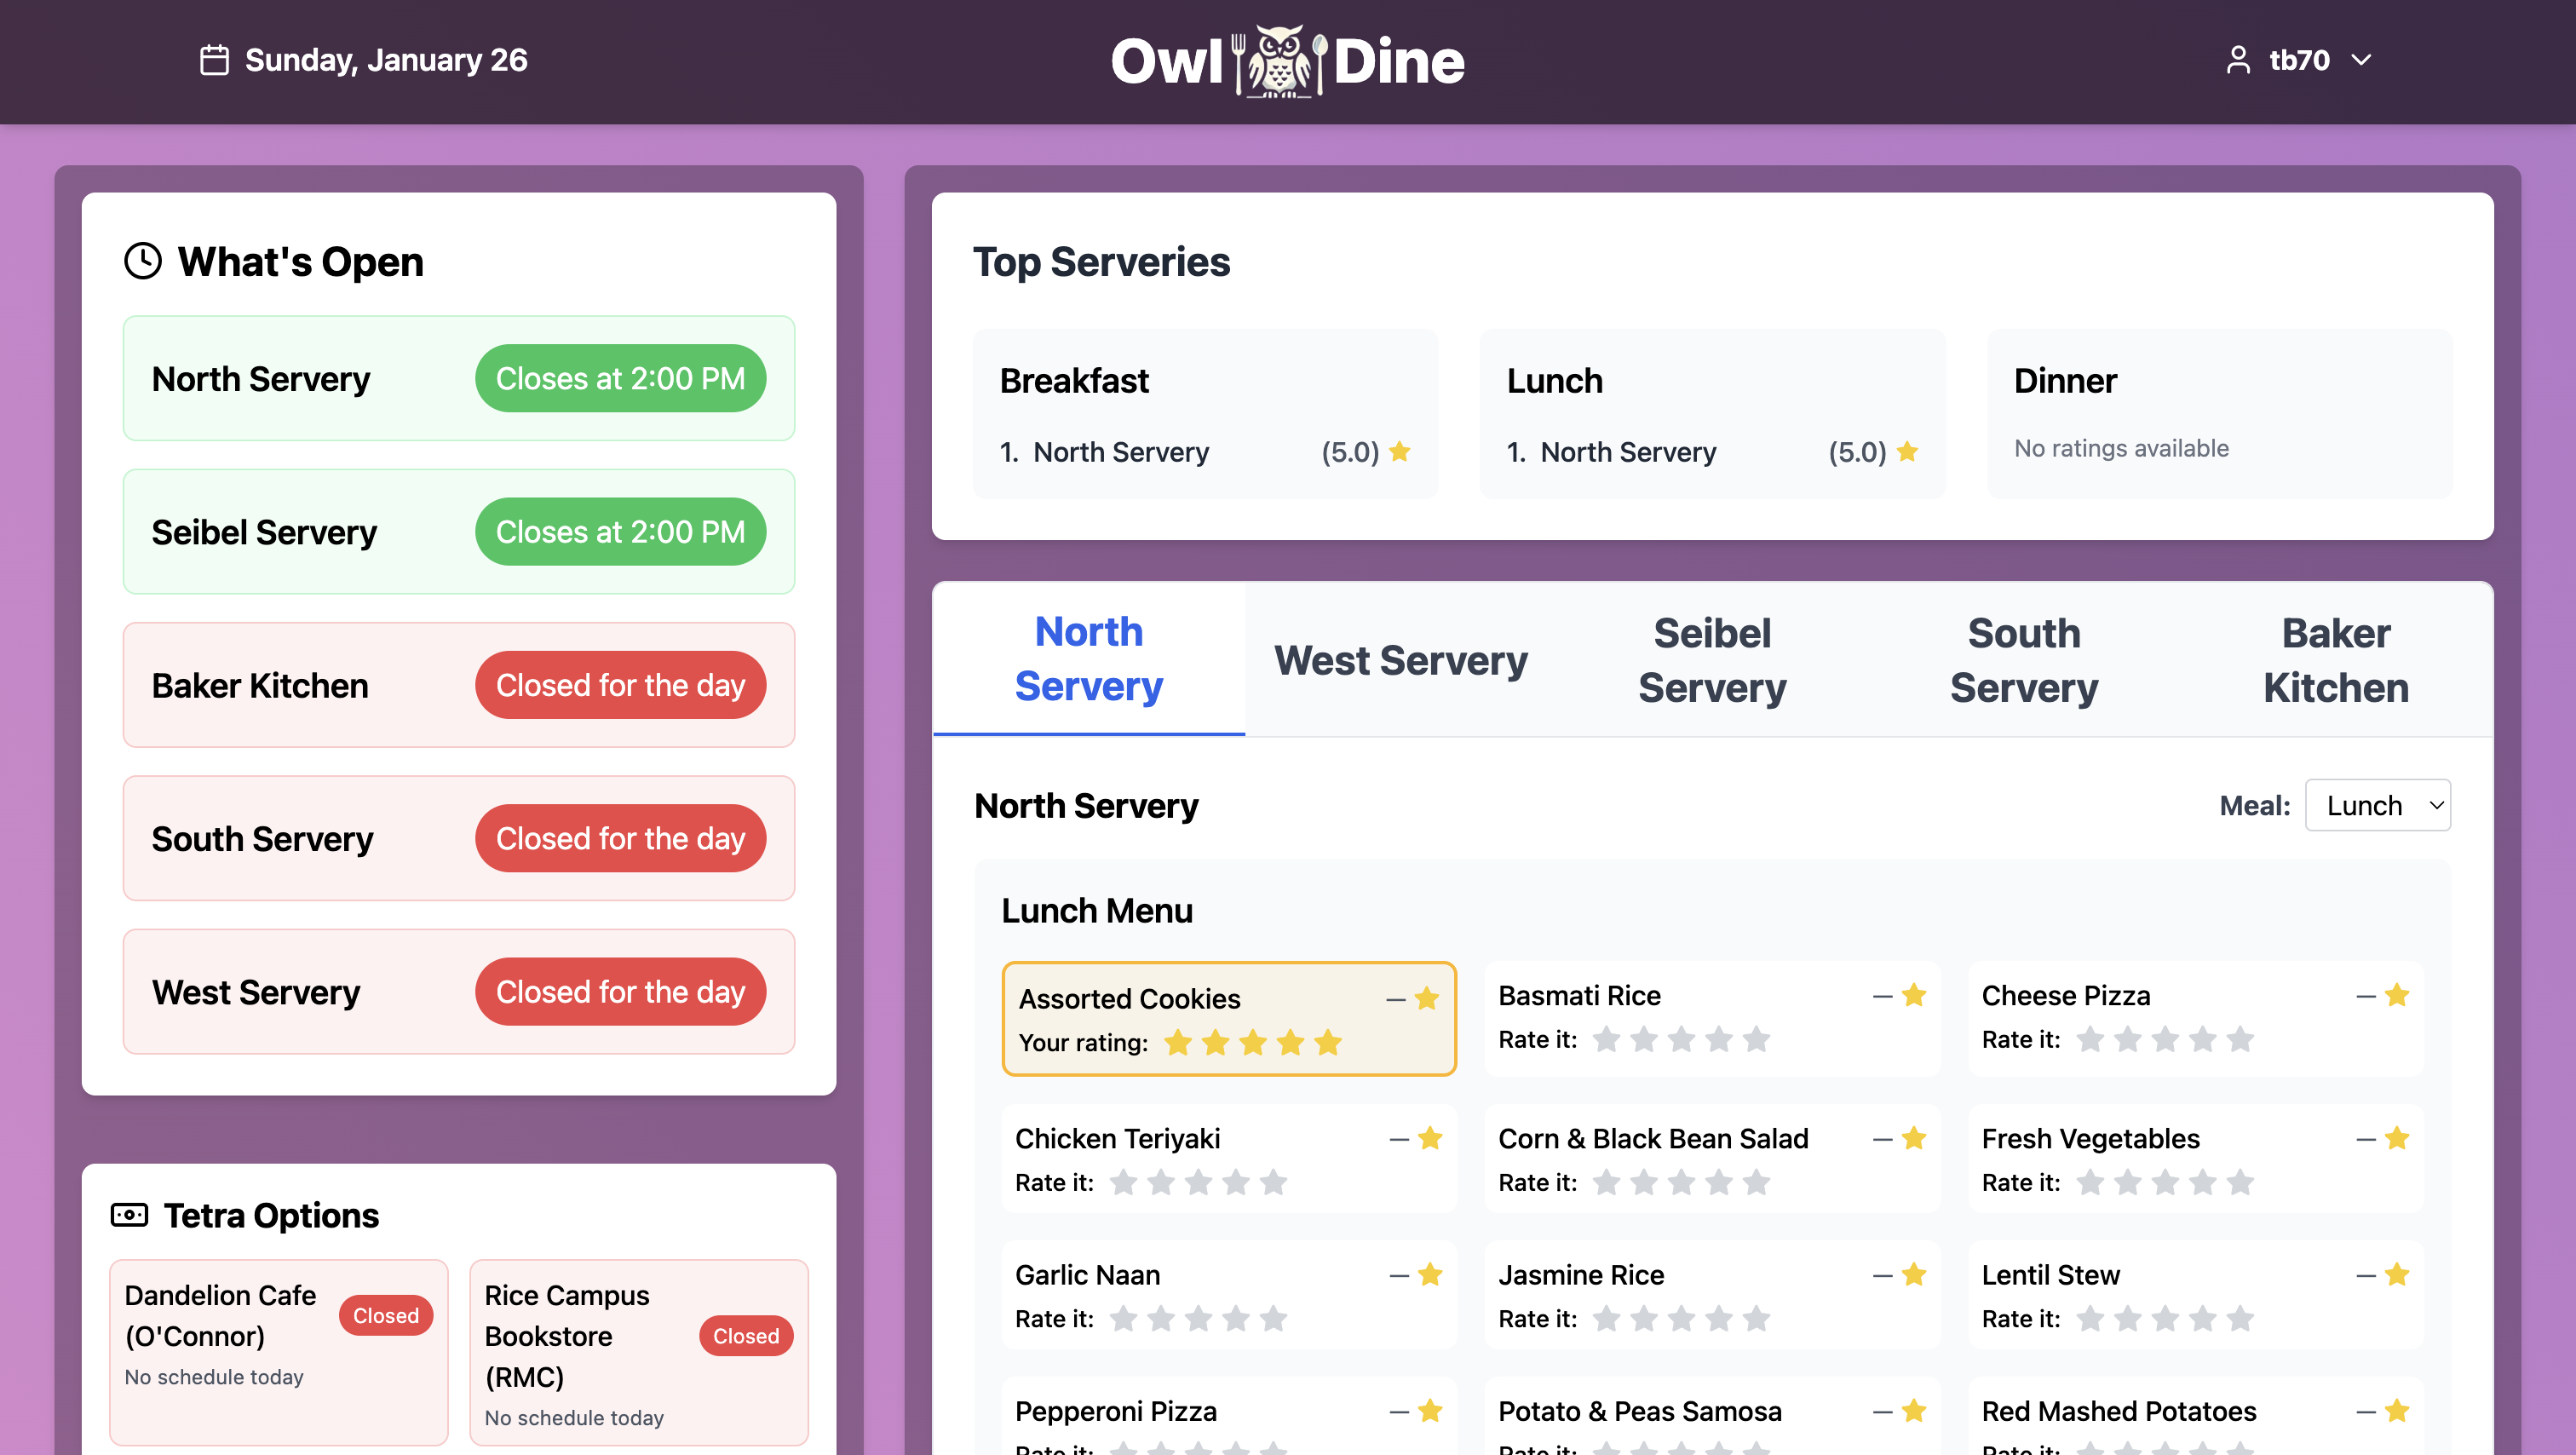 Sunday, January 26
Owl Dine
tb70
What's Open
North Servery
Closes at 2:00 PM
Seibel Servery
Closes at 2:00 PM
Baker Kitchen
Closed for the day
South Servery
Closed for the day
West Servery
Closed for the day
Tetra Options
Dandelion Cafe
(O'Connor)
Closed
No schedule today
Rice Campus
Bookstore
(RMC)
Closed
No schedule today
Top Serveries
Breakfast
1. North Servery (5.0)
Lunch
1. North Servery (5.0)
Dinner
No ratings available
North
Servery
West Servery
Seibel
Servery
South
Servery
Baker
Kitchen
North Servery
Meal: Lunch
Lunch Menu
Assorted Cookies —
Your rating:
Basmati Rice —
Rate it:
Cheese Pizza —
Rate it:
Chicken Teriyaki —
Rate it:
Corn & Black Bean Salad —
Rate it:
Fresh Vegetables —
Rate it:
Garlic Naan —
Rate it:
Jasmine Rice —
Rate it:
Lentil Stew —
Rate it:
Pepperoni Pizza —
Rate it:
Potato & Peas Samosa —
Rate it:
Red Mashed Potatoes —
Rate it: